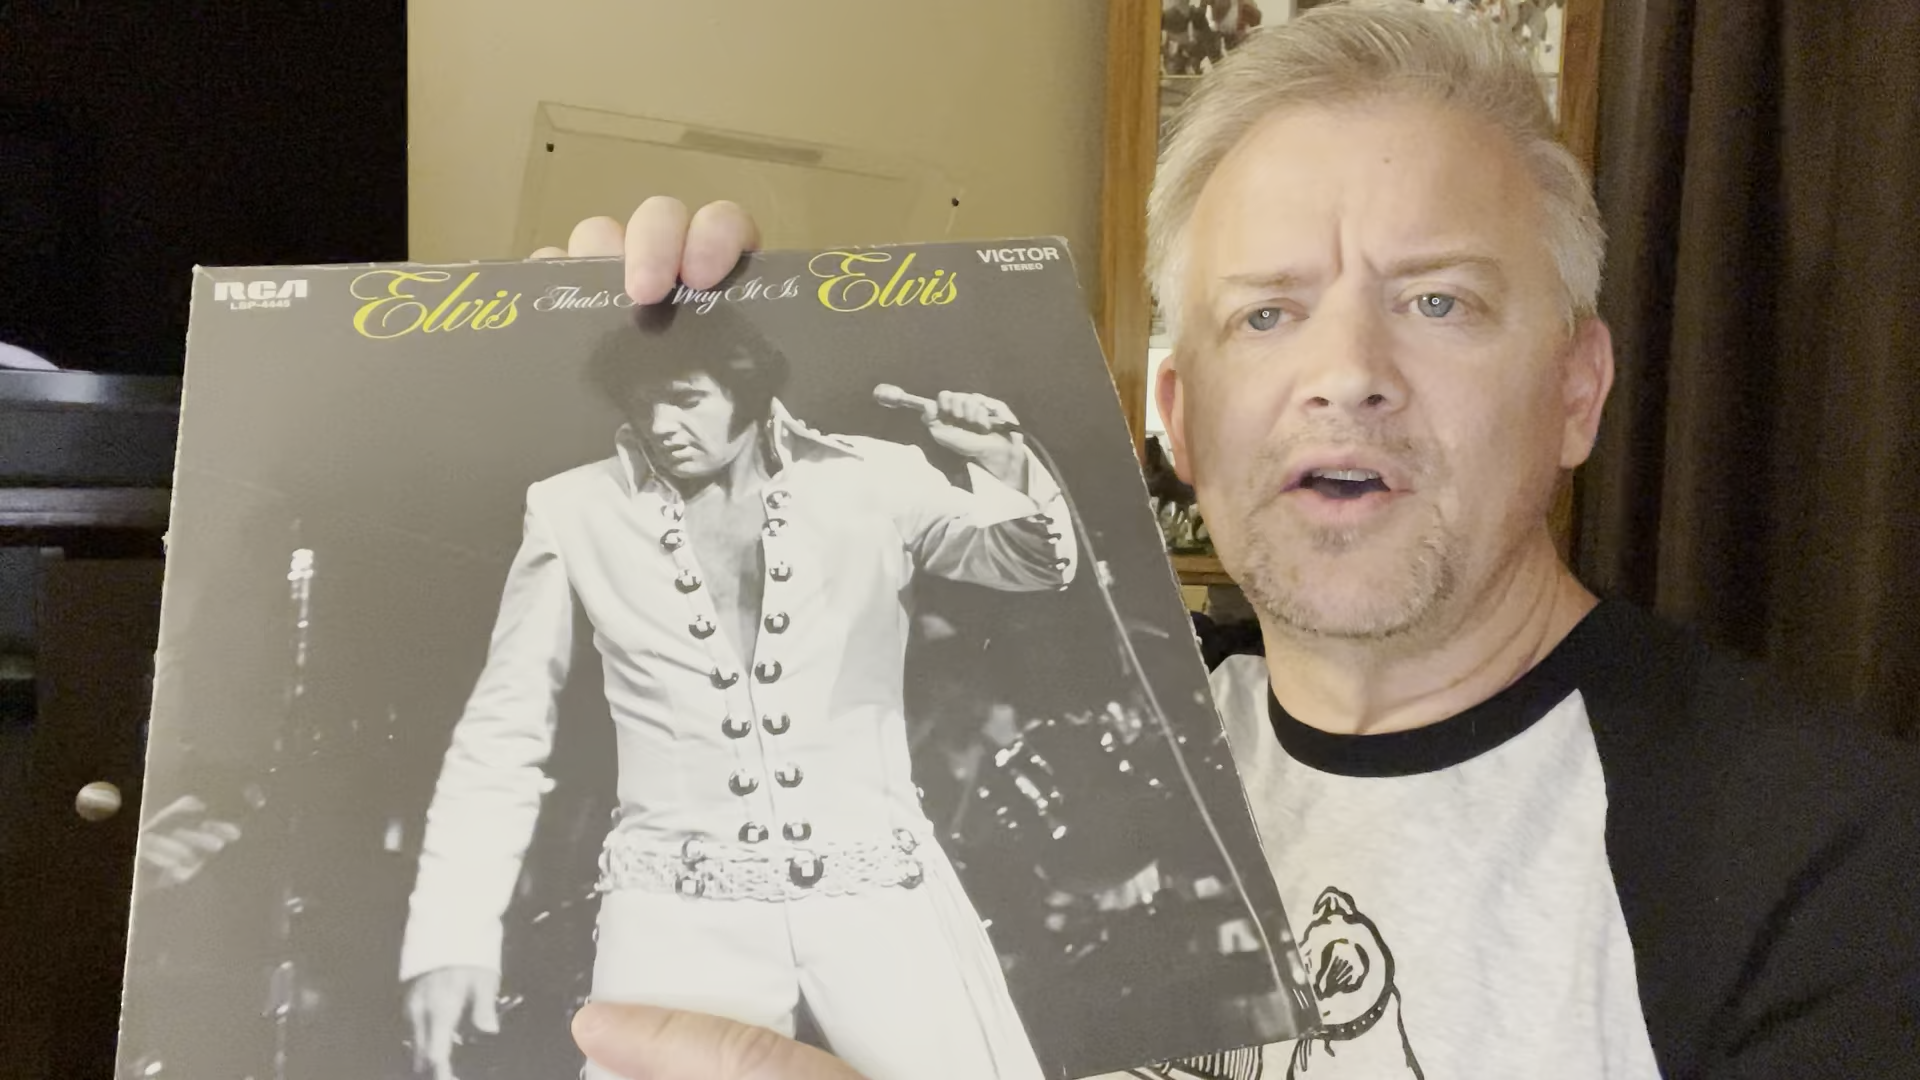 RCA
LSP-4445
Elvis That's Way It Is Elvis
VICTOR
STEREO